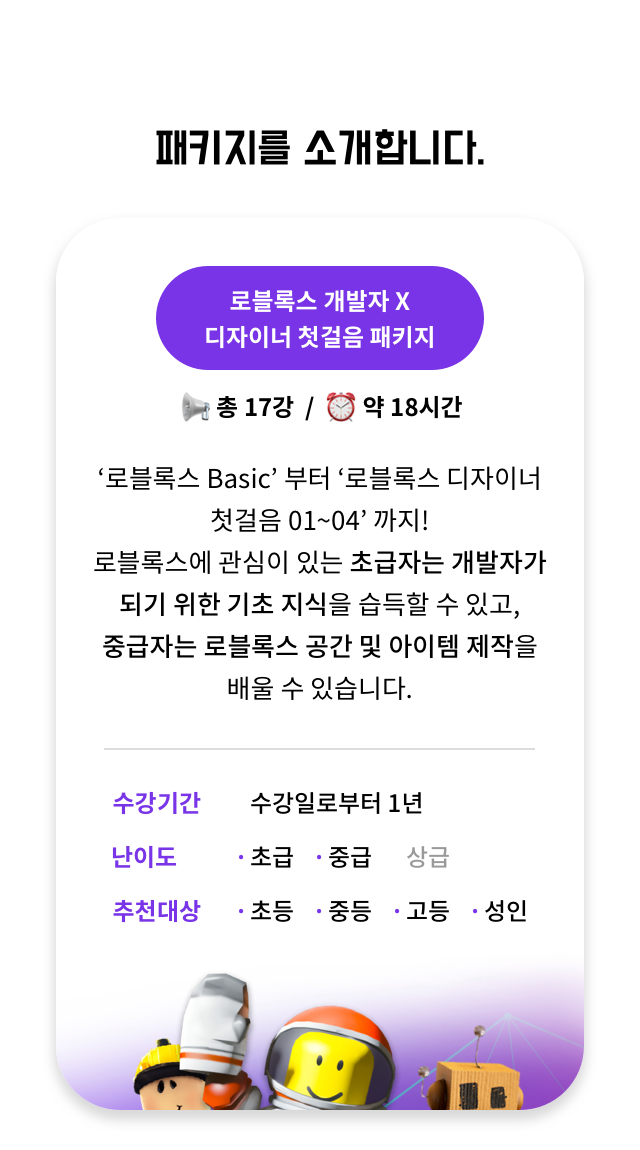 패키지를 소개합니다.
로블록스 개발자 X
디자이너 첫걸음 패키지
총 17강 / 약 18시간
‘로블록스 Basic’ 부터 ‘로블록스 디자이너
첫걸음 01~04’ 까지!
로블록스에 관심이 있는 초급자는 개발자가
되기 위한 기초 지식을 습득할 수 있고,
중급자는 로블록스 공간 및 아이템 제작을
배울 수 있습니다.
수강기간 수강일로부터 1년
난이도 · 초급 · 중급 상급
추천대상 · 초등 · 중등 · 고등 · 성인